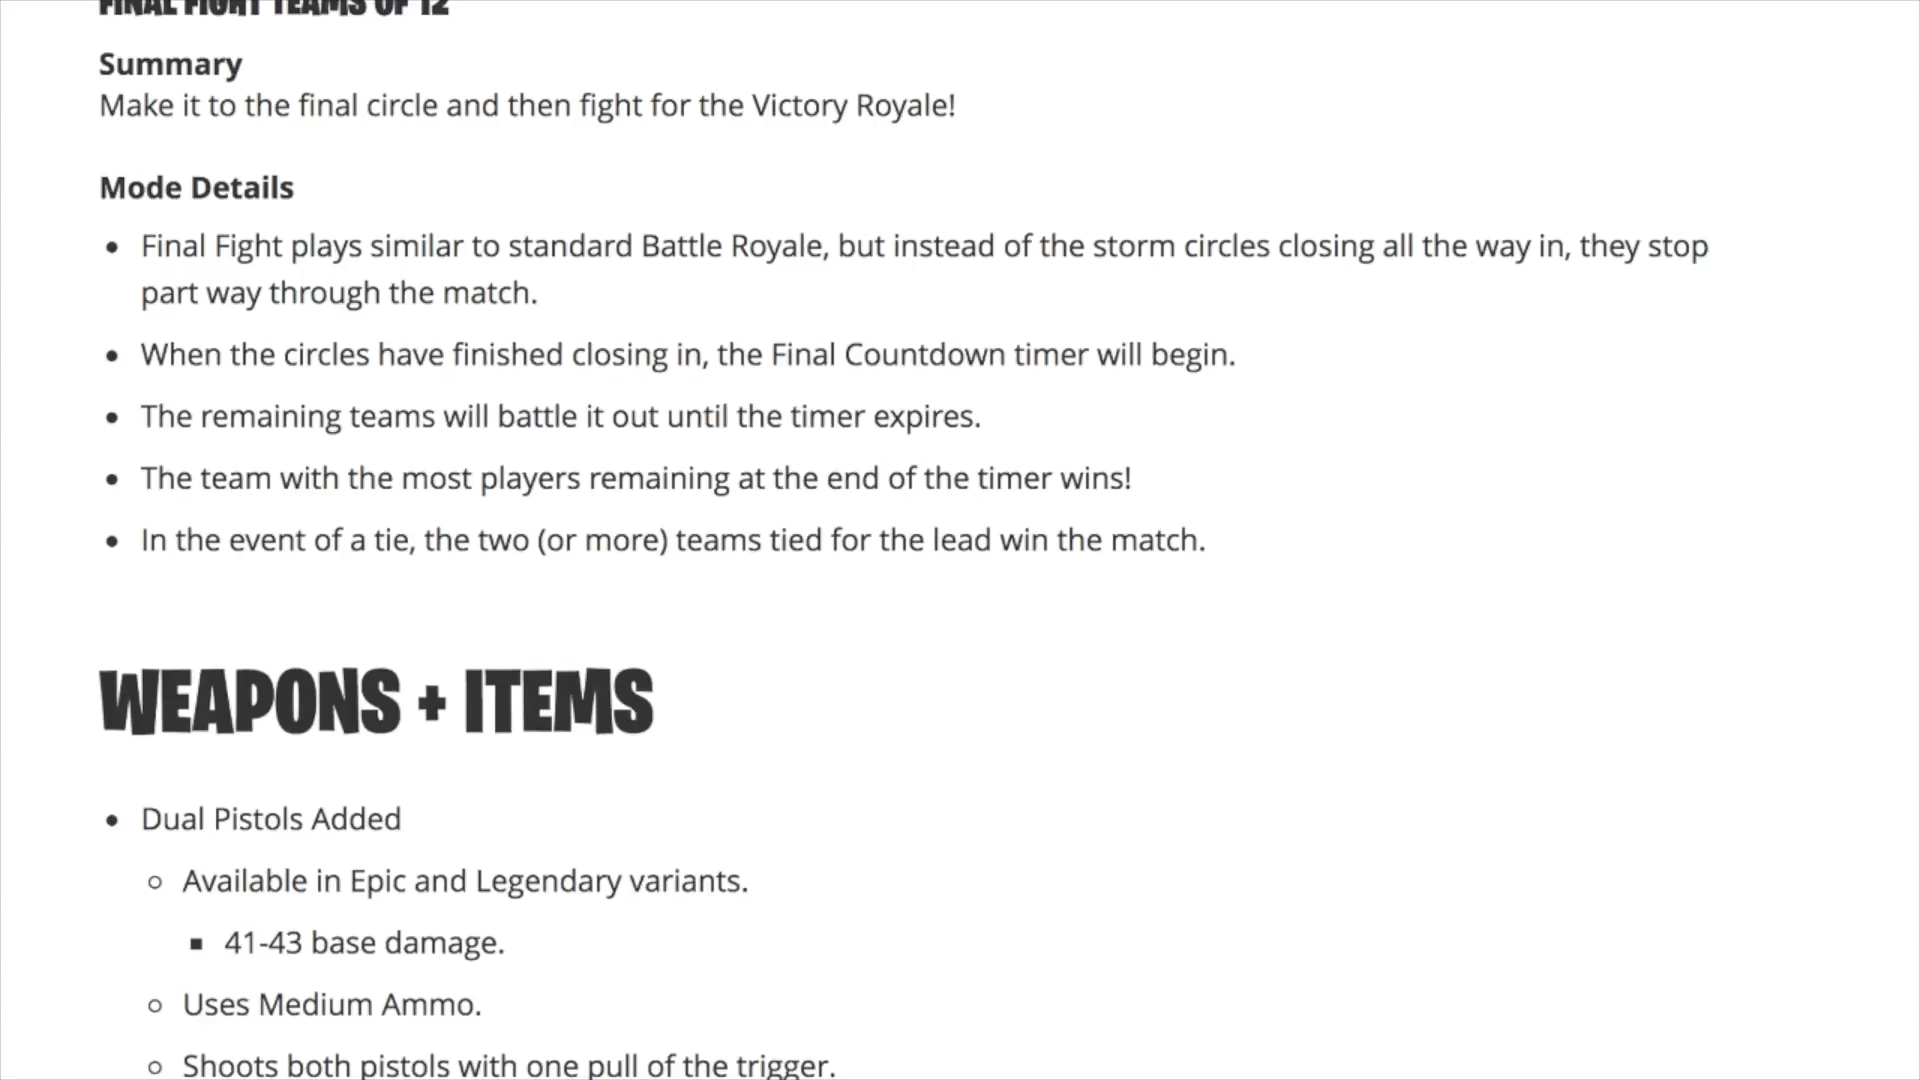 FINAL FIGHT TEAMS OF 12
Summary
Make it to the final circle and then fight for the Victory Royale!
Mode Details
• Final Fight plays similar to standard Battle Royale, but instead of the storm circles closing all the way in, they stop
part way through the match.
• When the circles have finished closing in, the Final Countdown timer will begin.
• The remaining teams will battle it out until the timer expires.
• The team with the most players remaining at the end of the timer wins!
• In the event of a tie, the two (or more) teams tied for the lead win the match.
WEAPONS + ITEMS
• Dual Pistols Added
○ Available in Epic and Legendary variants.
▪ 41-43 base damage.
○ Uses Medium Ammo.
○ Shoots both pistols with one pull of the trigger.